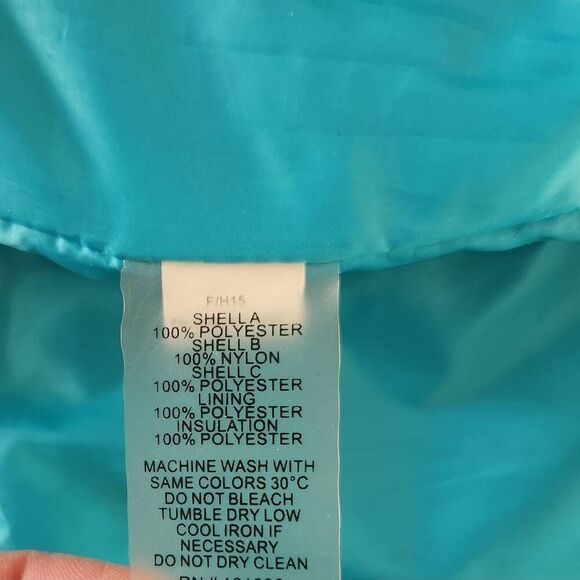 F/H15
SHELL A
100% POLYESTER
SHELL B
100% NYLON
SHELL C
100% POLYESTER
LINING
100% POLYESTER
INSULATION
100% POLYESTER
MACHINE WASH WITH
SAME COLORS 30°C
DO NOT BLEACH
TUMBLE DRY LOW
COOL IRON IF
NECESSARY
DO NOT DRY CLEAN